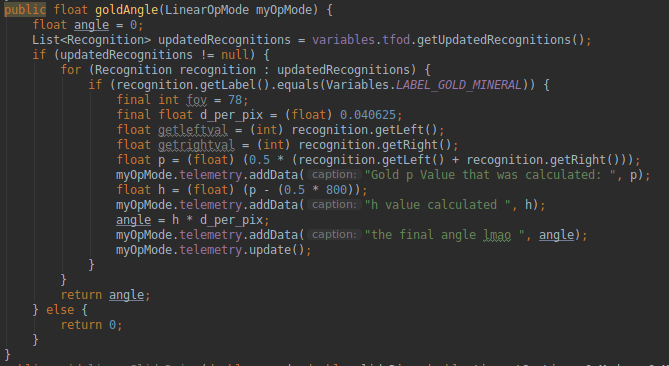 public float goldAngle(LinearOpMode myOpMode) {
float angle = 0;
List<Recognition> updatedRecognitions = variables.tfod.getUpdatedRecognitions();
if (updatedRecognitions != null) {
for (Recognition recognition : updatedRecognitions) {
if (recognition.getLabel().equals(Variables.LABEL_GOLD_MINERAL)) {
final int fov = 78;
final float d_per_pix = (float) 0.040625;
float getleftval = (int) recognition.getLeft();
float getrightval = (int) recognition.getRight();
float p = (float) (0.5 * (recognition.getLeft() + recognition.getRight()));
myOpMode.telemetry.addData( caption: "Gold p Value that was calculated: ", p);
float h = (float) (p - (0.5 * 800));
myOpMode.telemetry.addData( caption: "h value calculated ", h);
angle = h * d_per_pix;
myOpMode.telemetry.addData( caption: "the final angle lmao ", angle);
myOpMode.telemetry.update();
}
}
return angle;
} else {
return 0;
}
}